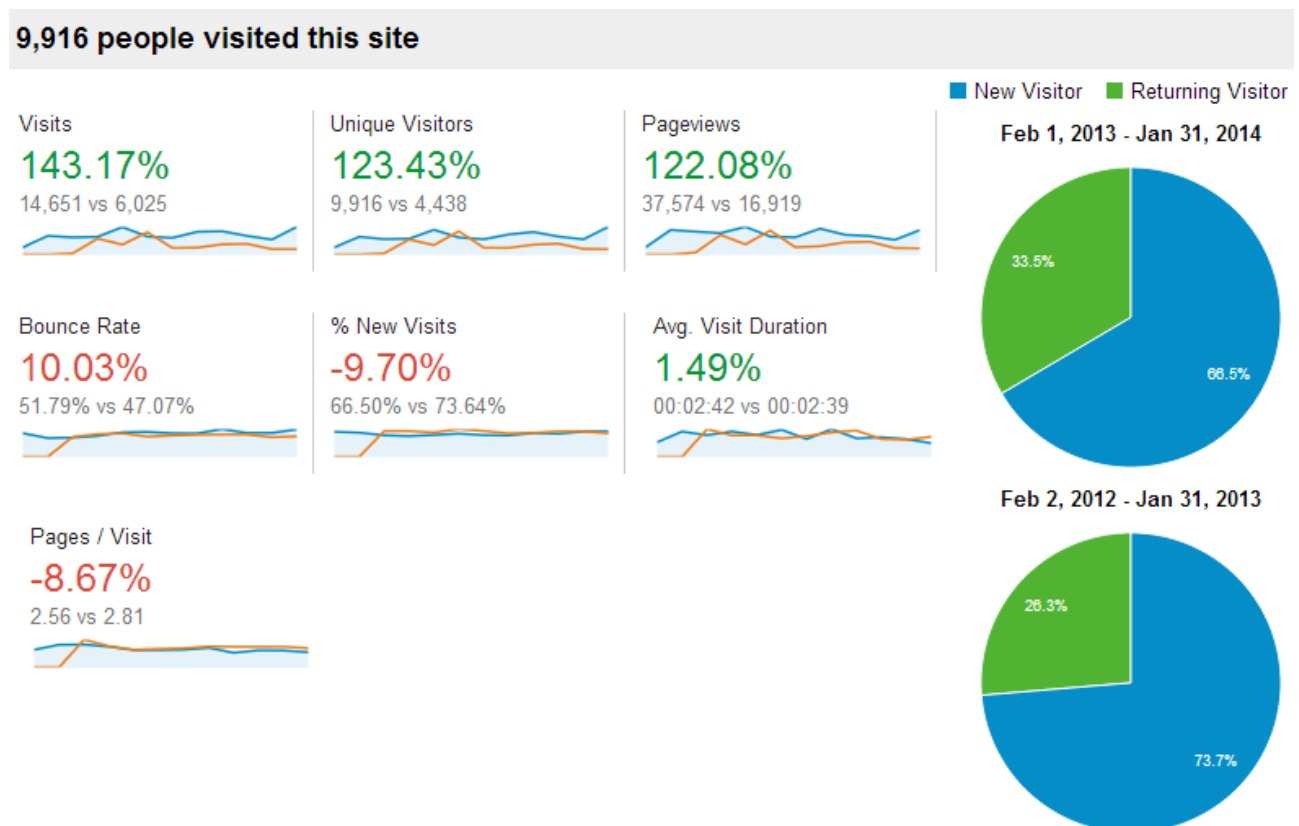 9,916 people visited this site
New Visitor
Returning Visitor
Visits
143.17%
14,651 vs 6,025
Unique Visitors
123.43%
9,916 vs 4,438
Pageviews
122.08%
37,574 vs 16,919
Bounce Rate
10.03%
51.79% vs 47.07%
% New Visits
-9.70%
66.50% vs 73.64%
Avg. Visit Duration
1.49%
00:02:42 vs 00:02:39
Pages / Visit
-8.67%
2.56 vs 2.81
Feb 1, 2013 - Jan 31, 2014
33.5%
66.5%
Feb 2, 2012 - Jan 31, 2013
26.3%
73.7%